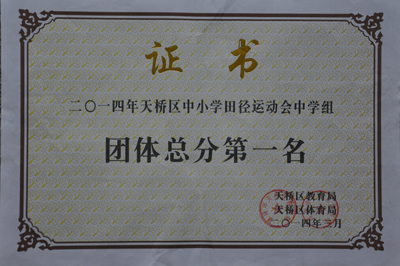 证书
二〇一四年天桥区中小学田径运动会中学组
团体总分第一名
天桥区教育局
天桥区体育局
二〇一四年三月